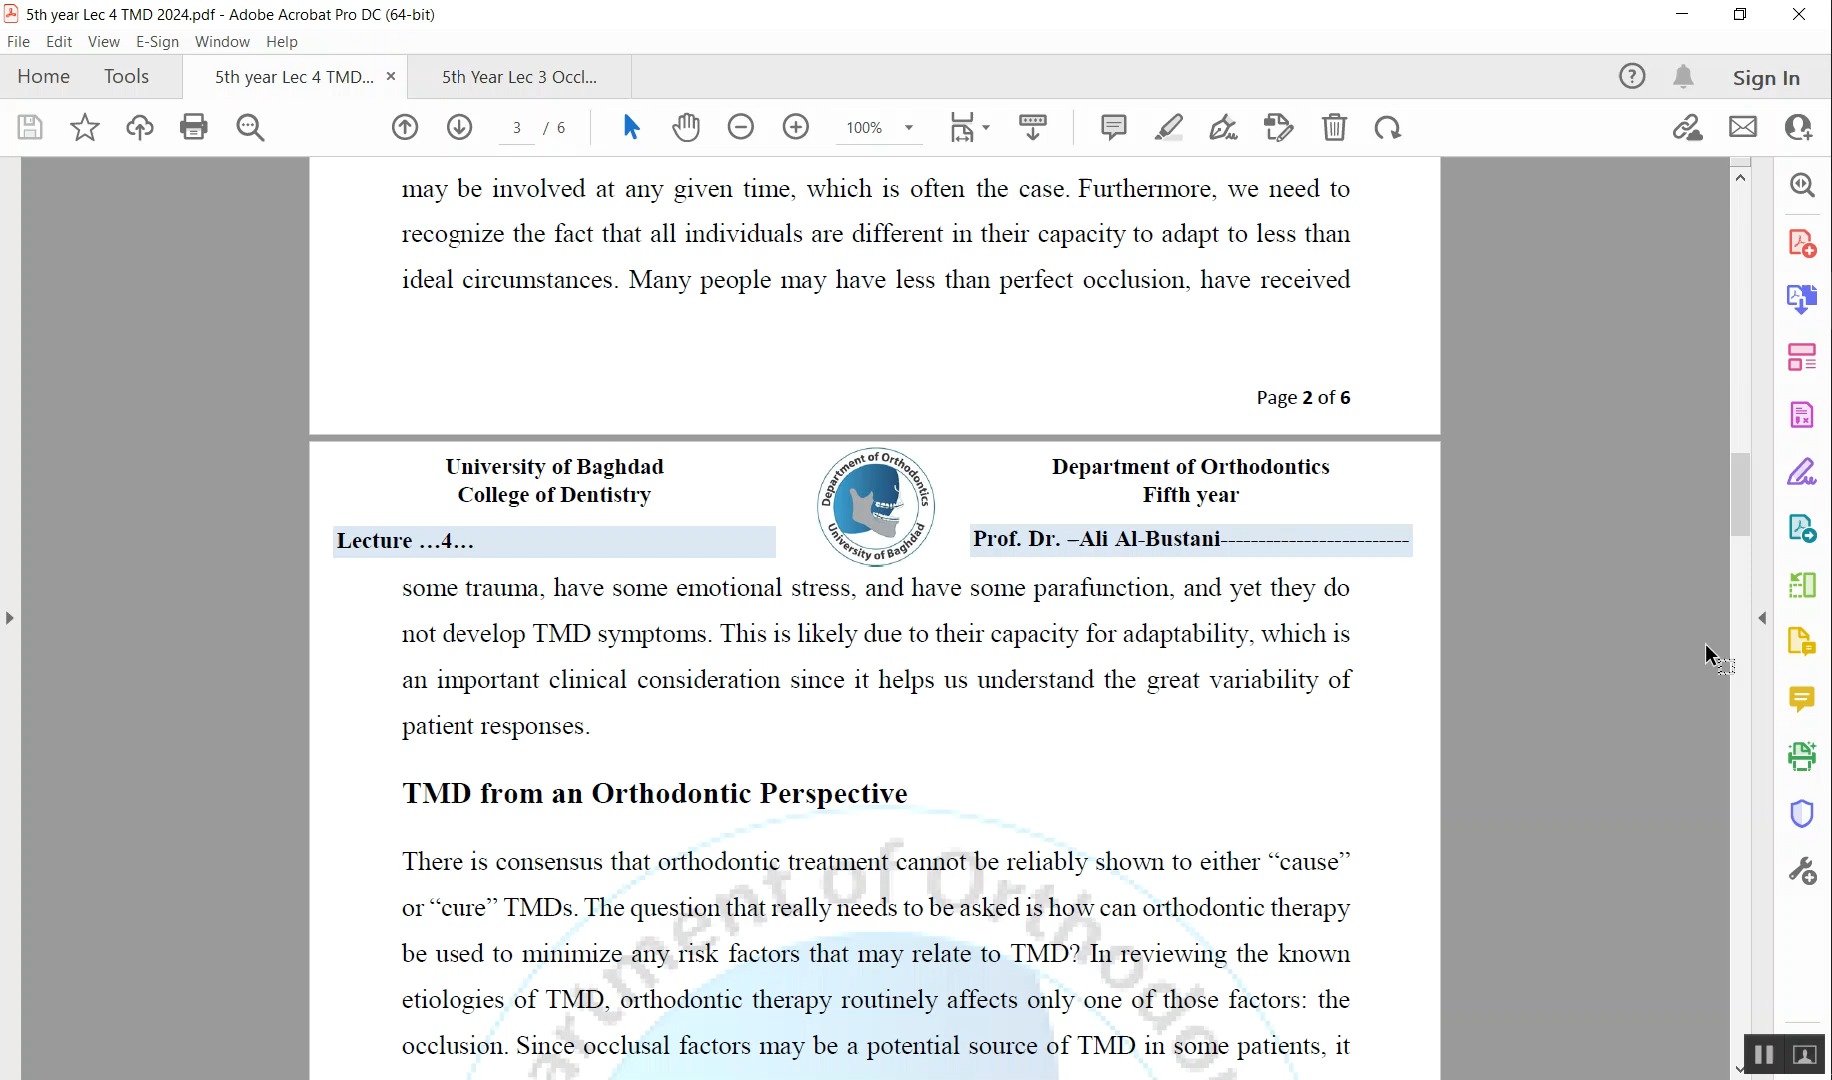 5th year Lec 4 TMD 2024.pdf - Adobe Acrobat Pro DC (64-bit)
File Edit View E-Sign Window Help
Home Tools 5th year Lec 4 TMD... × 5th Year Lec 3 Occl... Sign In
3 / 6 100%
may be involved at any given time, which is often the case. Furthermore, we need to
recognize the fact that all individuals are different in their capacity to adapt to less than
ideal circumstances. Many people may have less than perfect occlusion, have received
Page 2 of 6
University of Baghdad
College of Dentistry
Lecture …4…
Department of Orthodontics
University of Baghdad
Department of Orthodontics
Fifth year
Prof. Dr. –Ali Al-Bustani-------------------------
some trauma, have some emotional stress, and have some parafunction, and yet they do
not develop TMD symptoms. This is likely due to their capacity for adaptability, which is
an important clinical consideration since it helps us understand the great variability of
patient responses.
TMD from an Orthodontic Perspective
There is consensus that orthodontic treatment cannot be reliably shown to either “cause”
or “cure” TMDs. The question that really needs to be asked is how can orthodontic therapy
be used to minimize any risk factors that may relate to TMD? In reviewing the known
etiologies of TMD, orthodontic therapy routinely affects only one of those factors: the
occlusion. Since occlusal factors may be a potential source of TMD in some patients, it
artment of Orthodo